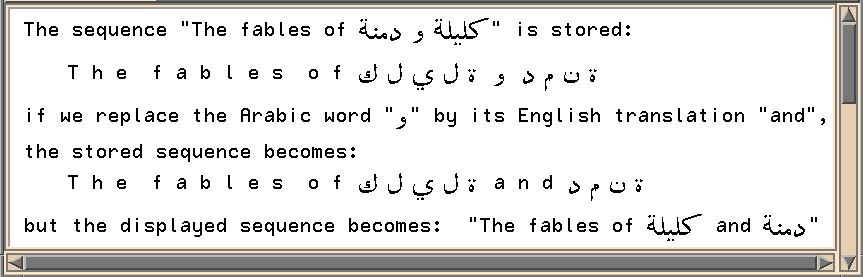 The sequence "The fables of كليلة و دمنة" is stored:
T h e f a b l e s o f ك ل ي ل ة و د م ن ة
if we replace the Arabic word "و" by its English translation "and",
the stored sequence becomes:
T h e f a b l e s o f ك ل ي ل ة a n d د م ن ة
but the displayed sequence becomes: "The fables of كليلة and دمنة"